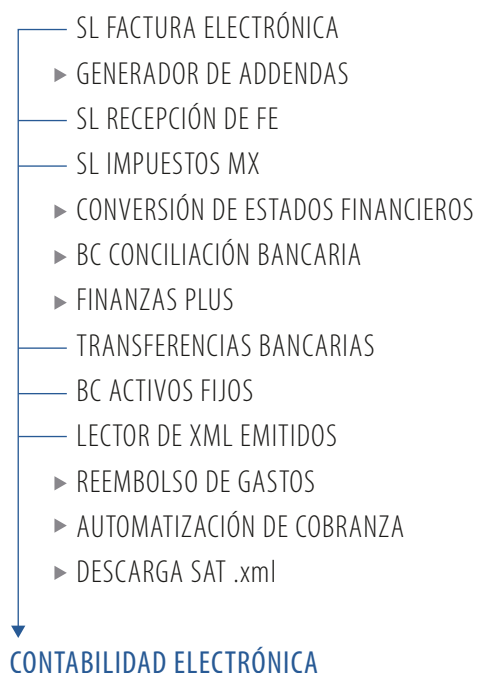 SL FACTURA ELECTRÓNICA
GENERADOR DE ADDENDAS
SL RECEPCIÓN DE FE
SL IMPUESTOS MX
CONVERSIÓN DE ESTADOS FINANCIEROS
BC CONCILIACIÓN BANCARIA
FINANZAS PLUS
TRANSFERENCIAS BANCARIAS
BC ACTIVOS FIJOS
LECTOR DE XML EMITIDOS
REEMBOLSO DE GASTOS
AUTOMATIZACIÓN DE COBRANZA
DESCARGA SAT .xml
CONTABILIDAD ELECTRÓNICA